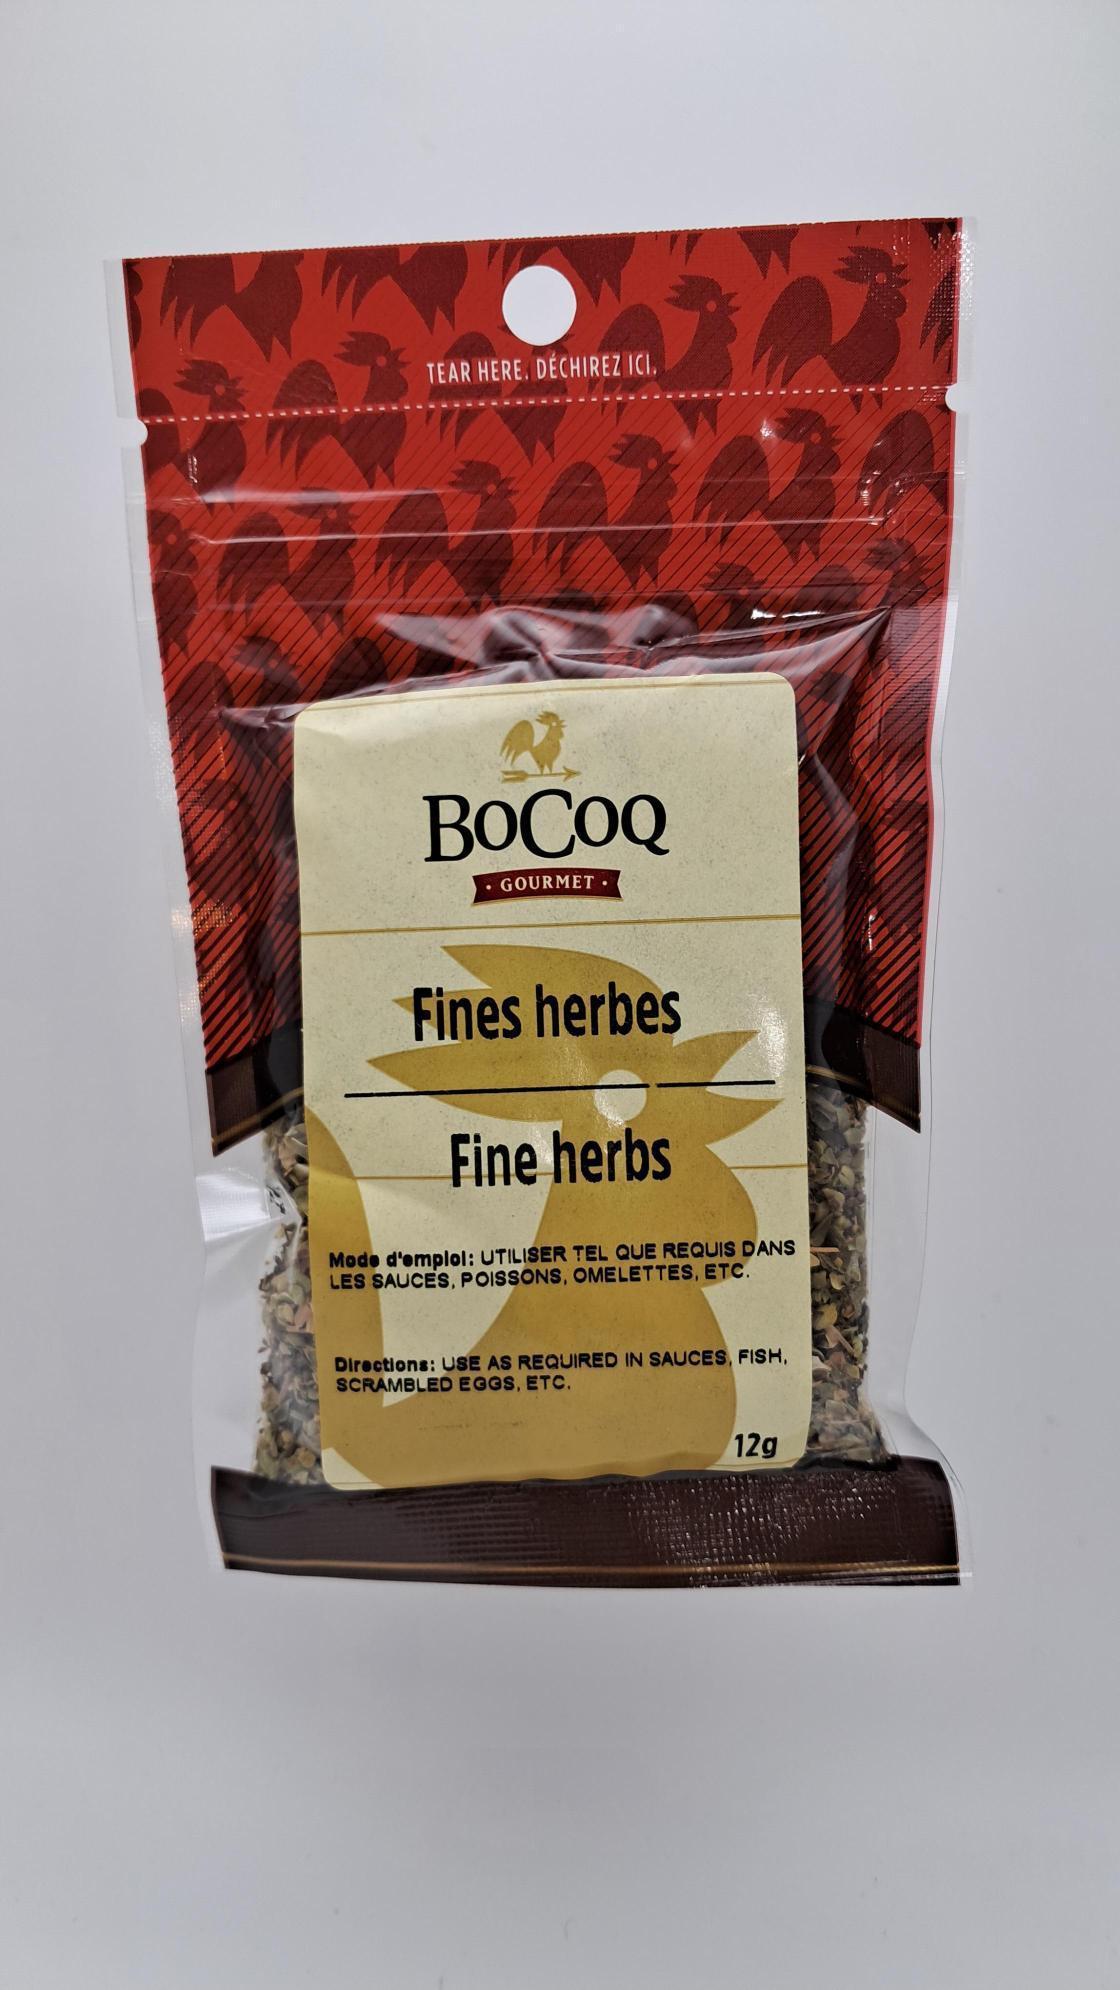 TEAR HERE. DÉCHIREZ ICI.
BOCOQ
• GOURMET •
Fines herbes
Fine herbs
Mode d'emploi: UTILISER TEL QUE REQUIS DANS
LES SAUCES, POISSONS, OMELETTES, ETC.
Directions: USE AS REQUIRED IN SAUCES, FISH,
SCRAMBLED EGGS, ETC.
12g